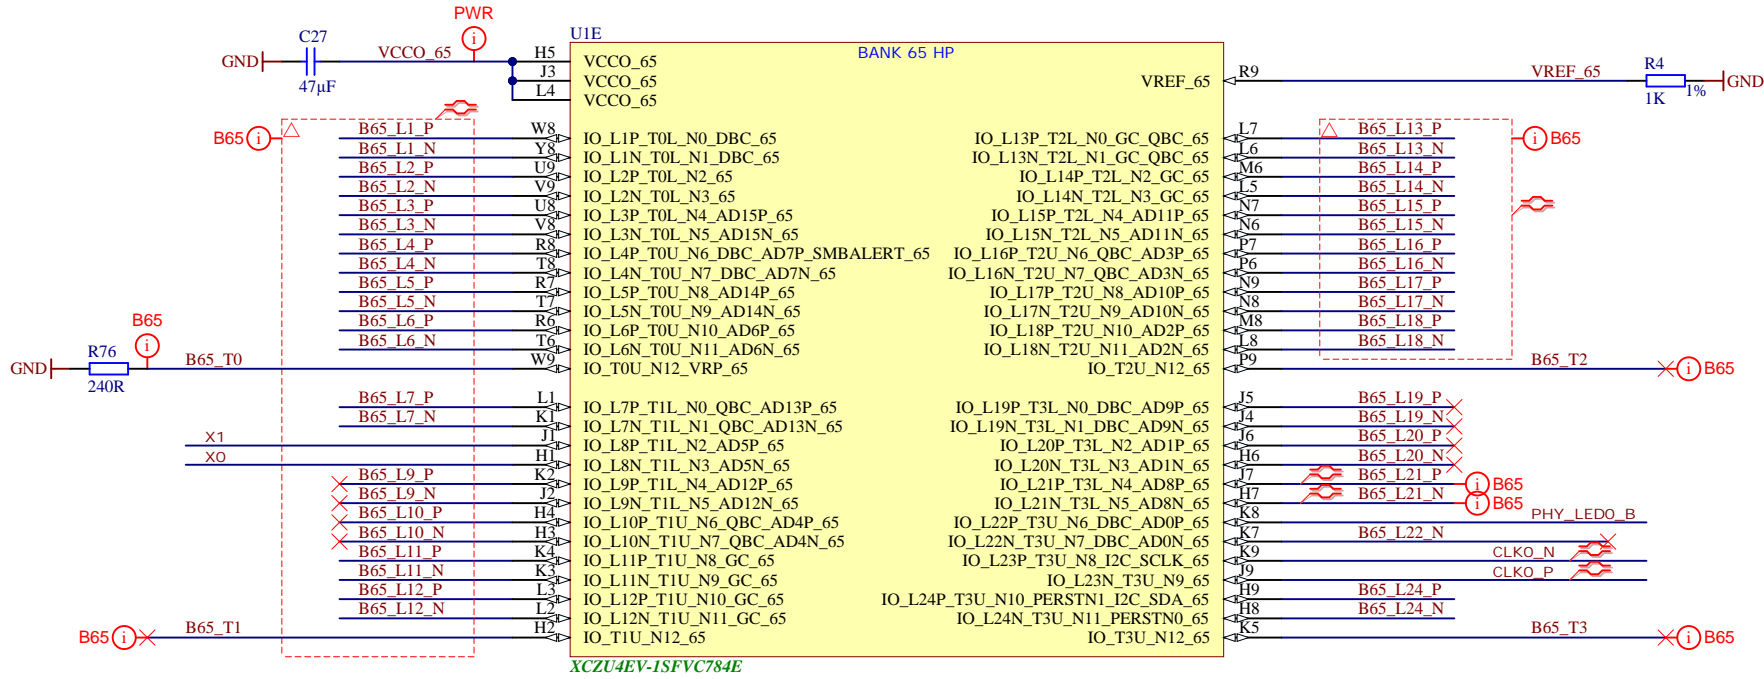 PWR
C27 U1E
GND VCCO_65 H5 VCCO_65 BANK 65 HP
47µF J3 VCCO_65 VREF_65 R9 VREF_65 R4 GND
L4 VCCO_65 1K 1%
B65 B65_L1_P W8 IO_L1P_T0L_N0_DBC_65 IO_L13P_T2L_N0_GC_QBC_65 L7 B65_L13_P B65
B65_L1_N Y8 IO_L1N_T0L_N1_DBC_65 IO_L13N_T2L_N1_GC_QBC_65 L6 B65_L13_N
B65_L2_P U9 IO_L2P_T0L_N2_65 IO_L14P_T2L_N2_GC_65 M6 B65_L14_P
B65_L2_N V9 IO_L2N_T0L_N3_65 IO_L14N_T2L_N3_GC_65 L5 B65_L14_N
B65_L3_P U8 IO_L3P_T0L_N4_AD15P_65 IO_L15P_T2L_N4_AD11P_65 N7 B65_L15_P
B65_L3_N V8 IO_L3N_T0L_N5_AD15N_65 IO_L15N_T2L_N5_AD11N_65 N6 B65_L15_N
B65_L4_P R8 IO_L4P_T0U_N6_DBC_AD7P_SMBALERT_65 IO_L16P_T2U_N6_QBC_AD3P_65 P7 B65_L16_P
B65_L4_N T8 IO_L4N_T0U_N7_DBC_AD7N_65 IO_L16N_T2U_N7_QBC_AD3N_65 P6 B65_L16_N
B65_L5_P R7 IO_L5P_T0U_N8_AD14P_65 IO_L17P_T2U_N8_AD10P_65 N9 B65_L17_P
B65_L5_N T7 IO_L5N_T0U_N9_AD14N_65 IO_L17N_T2U_N9_AD10N_65 N8 B65_L17_N
B65 B65_L6_P R6 IO_L6P_T0U_N10_AD6P_65 IO_L18P_T2U_N10_AD2P_65 M8 B65_L18_P
R76 B65_L6_N T6 IO_L6N_T0U_N11_AD6N_65 IO_L18N_T2U_N11_AD2N_65 L8 B65_L18_N
GND B65_T0 W9 IO_T0U_N12_VRP_65 IO_T2U_N12_65 P9 B65_T2 B65
240R
B65_L7_P L1 IO_L7P_T1L_N0_QBC_AD13P_65 IO_L19P_T3L_N0_DBC_AD9P_65 J5 B65_L19_P
B65_L7_N K1 IO_L7N_T1L_N1_QBC_AD13N_65 IO_L19N_T3L_N1_DBC_AD9N_65 J4 B65_L19_N
X1 J1 IO_L8P_T1L_N2_AD5P_65 IO_L20P_T3L_N2_AD1P_65 J6 B65_L20_P
X0 H1 IO_L8N_T1L_N3_AD5N_65 IO_L20N_T3L_N3_AD1N_65 H6 B65_L20_N
B65_L9_P K2 IO_L9P_T1L_N4_AD12P_65 IO_L21P_T3L_N4_AD8P_65 J7 B65_L21_P B65
B65_L9_N J2 IO_L9N_T1L_N5_AD12N_65 IO_L21N_T3L_N5_AD8N_65 H7 B65_L21_N B65
B65_L10_P H4 IO_L10P_T1U_N6_QBC_AD4P_65 IO_L22P_T3U_N6_DBC_AD0P_65 K8 PHY_LED0_B
B65_L10_N H3 IO_L10N_T1U_N7_QBC_AD4N_65 IO_L22N_T3U_N7_DBC_AD0N_65 K7 B65_L22_N
B65_L11_P K4 IO_L11P_T1U_N8_GC_65 IO_L23P_T3U_N8_I2C_SCLK_65 K9 CLK0_N
B65_L11_N K3 IO_L11N_T1U_N9_GC_65 IO_L23N_T3U_N9_65 J9 CLK0_P
B65_L12_P L3 IO_L12P_T1U_N10_GC_65 IO_L24P_T3U_N10_PERSTN1_I2C_SDA_65 H9 B65_L24_P
B65_L12_N L2 IO_L12N_T1U_N11_GC_65 IO_L24N_T3U_N11_PERSTN0_65 H8 B65_L24_N
B65 B65_T1 H2 IO_T1U_N12_65 IO_T3U_N12_65 K5 B65_T3 B65
XCZU4EV-1SFVC784E